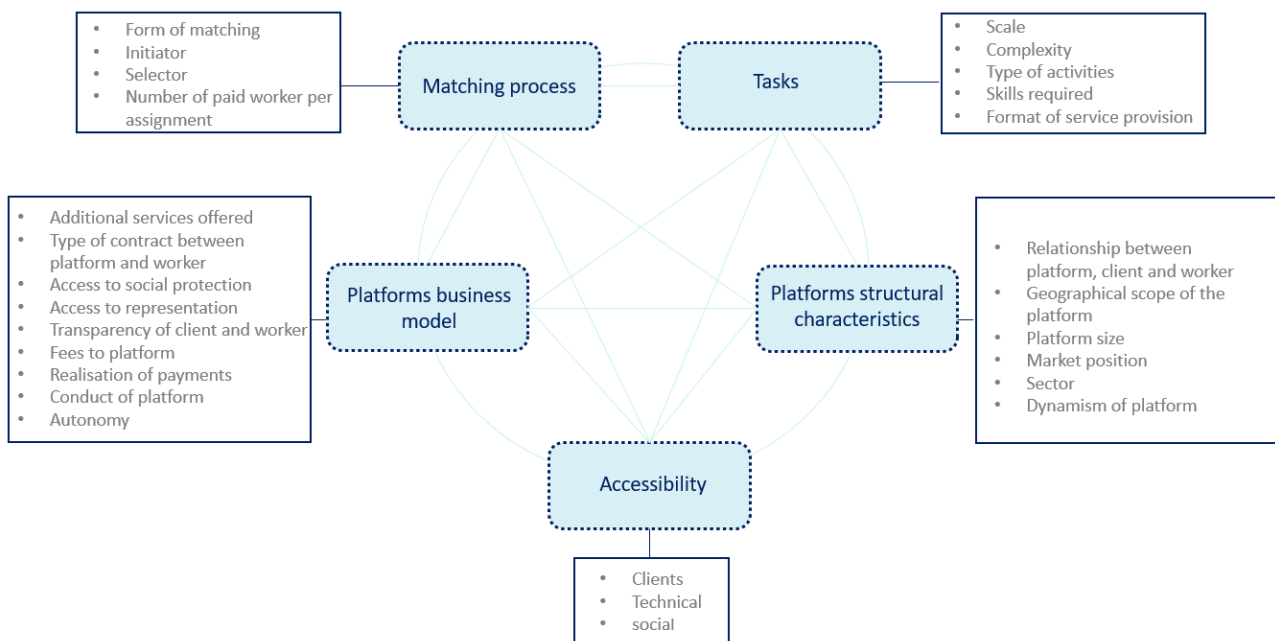 • Form of matching
• Initiator
• Selector
• Number of paid worker per
assignment
Matching process
Tasks
• Scale
• Complexity
• Type of activities
• Skills required
• Format of service provision
• Additional services offered
• Type of contract between
platform and worker
• Access to social protection
• Access to representation
• Transparency of client and worker
• Fees to platform
• Realisation of payments
• Conduct of platform
• Autonomy
Platforms business
model
Platforms structural
characteristics
• Relationship between
platform, client and worker
• Geographical scope of the
platform
• Platform size
• Market position
• Sector
• Dynamism of platform
Accessibility
• Clients
• Technical
• social